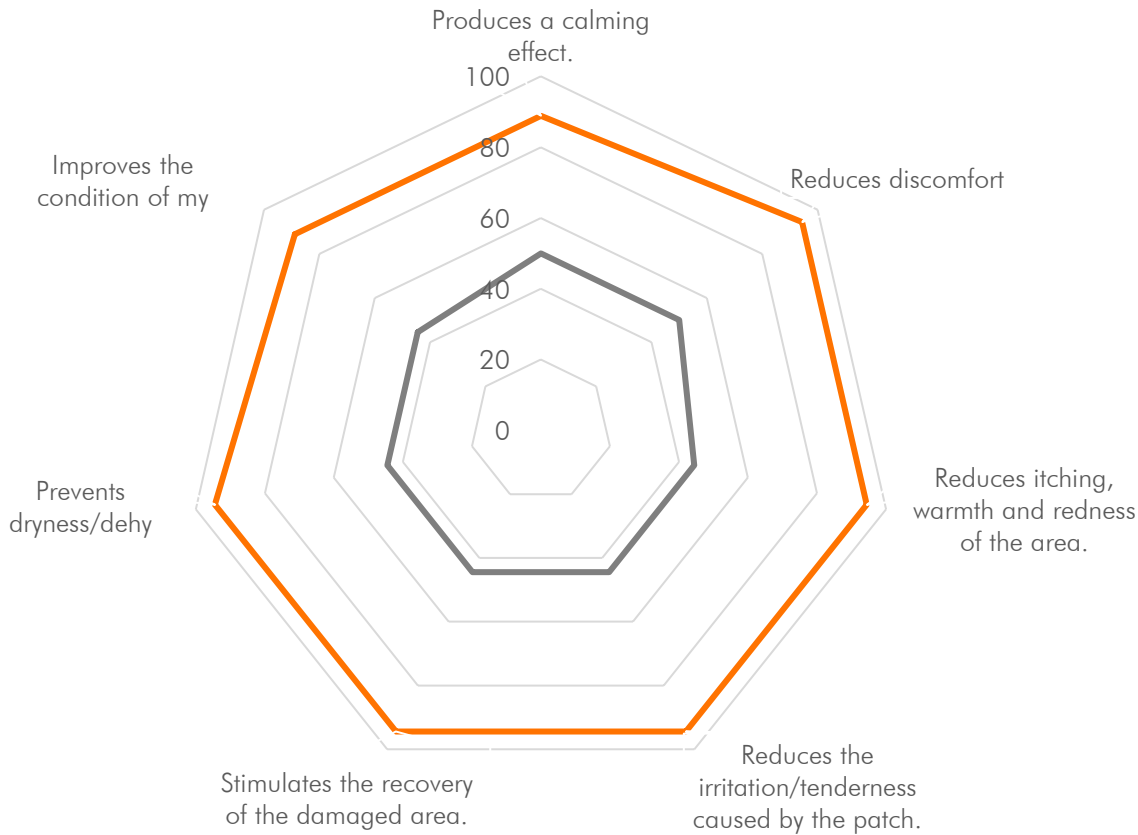 Produces a calming
effect.
100
80
60
40
20
0
Reduces discomfort
Reduces itching,
warmth and redness
of the area.
Reduces the
irritation/tenderness
caused by the patch.
Stimulates the recovery
of the damaged area.
Prevents
dryness/dehy
Improves the
condition of my